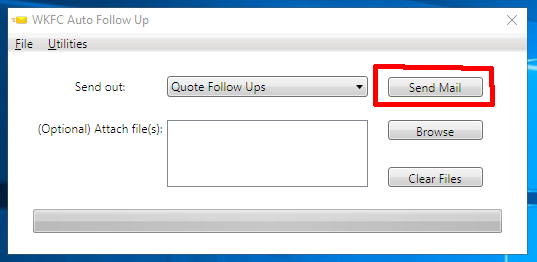 WKFC Auto Follow Up
File Utilities
Send out: Quote Follow Ups Send Mail
(Optional) Attach file(s): Browse
Clear Files